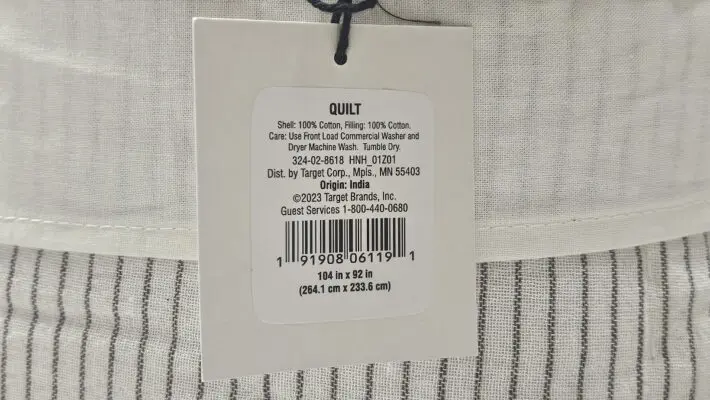 QUILT
Shell: 100% Cotton, Filling: 100% Cotton.
Care: Use Front Load Commercial Washer and
Dryer Machine Wash. Tumble Dry.
324-02-8618 HNH_01Z01
Dist. by Target Corp., Mpls., MN 55403
Origin: India
©2023 Target Brands, Inc.
Guest Services 1-800-440-0680
1 91908 06119 1
104 in x 92 in
(264.1 cm x 233.6 cm)